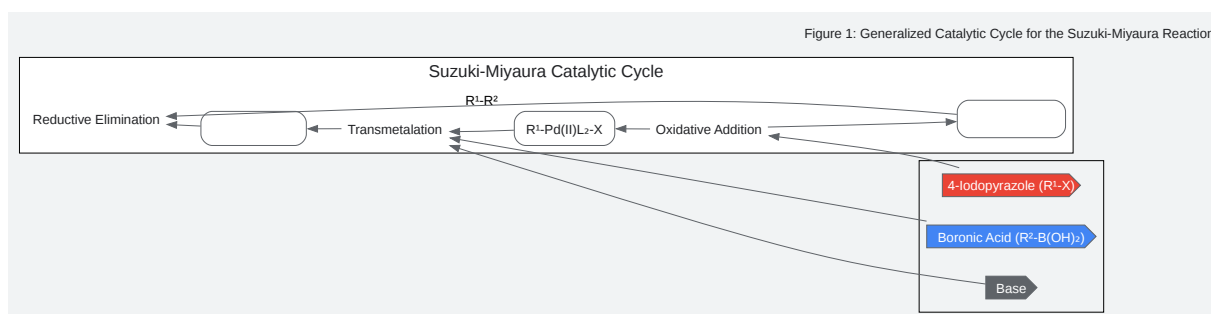 Figure 1: Generalized Catalytic Cycle for the Suzuki-Miyaura Reaction
Suzuki-Miyaura Catalytic Cycle
R¹-R²
Reductive Elimination
Transmetalation
R¹-Pd(II)L₂-X
Oxidative Addition
4-Iodopyrazole (R¹-X)
Boronic Acid (R²-B(OH)₂)
Base